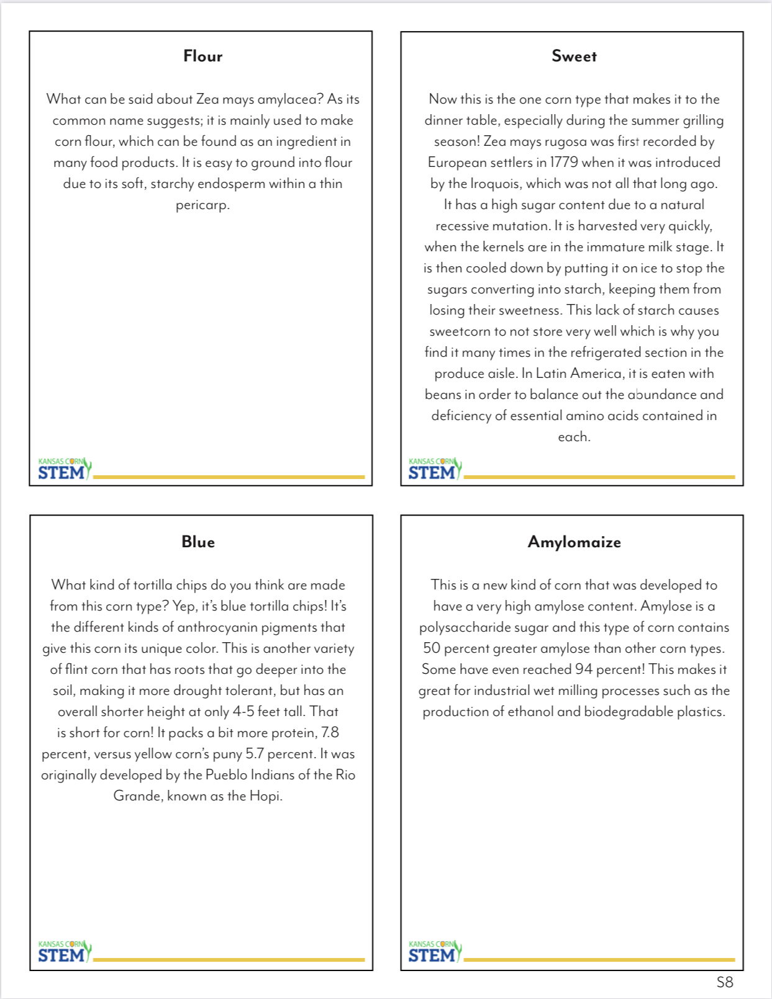 Flour
What can be said about Zea mays amylacea? As its
common name suggests; it is mainly used to make
corn flour, which can be found as an ingredient in
many food products. It is easy to ground into flour
due to its soft, starchy endosperm within a thin
pericarp.
KANSAS CORN
STEM
Sweet
Now this is the one corn type that makes it to the
dinner table, especially during the summer grilling
season! Zea mays rugosa was first recorded by
European settlers in 1779 when it was introduced
by the Iroquois, which was not all that long ago.
It has a high sugar content due to a natural
recessive mutation. It is harvested very quickly,
when the kernels are in the immature milk stage. It
is then cooled down by putting it on ice to stop the
sugars converting into starch, keeping them from
losing their sweetness. This lack of starch causes
sweetcorn to not store very well which is why you
find it many times in the refrigerated section in the
produce aisle. In Latin America, it is eaten with
beans in order to balance out the abundance and
deficiency of essential amino acids contained in
each.
KANSAS CORN
STEM
Blue
What kind of tortilla chips do you think are made
from this corn type? Yep, it’s blue tortilla chips! It’s
the different kinds of anthrocyanin pigments that
give this corn its unique color. This is another variety
of flint corn that has roots that go deeper into the
soil, making it more drought tolerant, but has an
overall shorter height at only 4-5 feet tall. That
is short for corn! It packs a bit more protein, 7.8
percent, versus yellow corn’s puny 5.7 percent. It was
originally developed by the Pueblo Indians of the Rio
Grande, known as the Hopi.
KANSAS CORN
STEM
Amylomaize
This is a new kind of corn that was developed to
have a very high amylose content. Amylose is a
polysaccharide sugar and this type of corn contains
50 percent greater amylose than other corn types.
Some have even reached 94 percent! This makes it
great for industrial wet milling processes such as the
production of ethanol and biodegradable plastics.
KANSAS CORN
STEM
S8